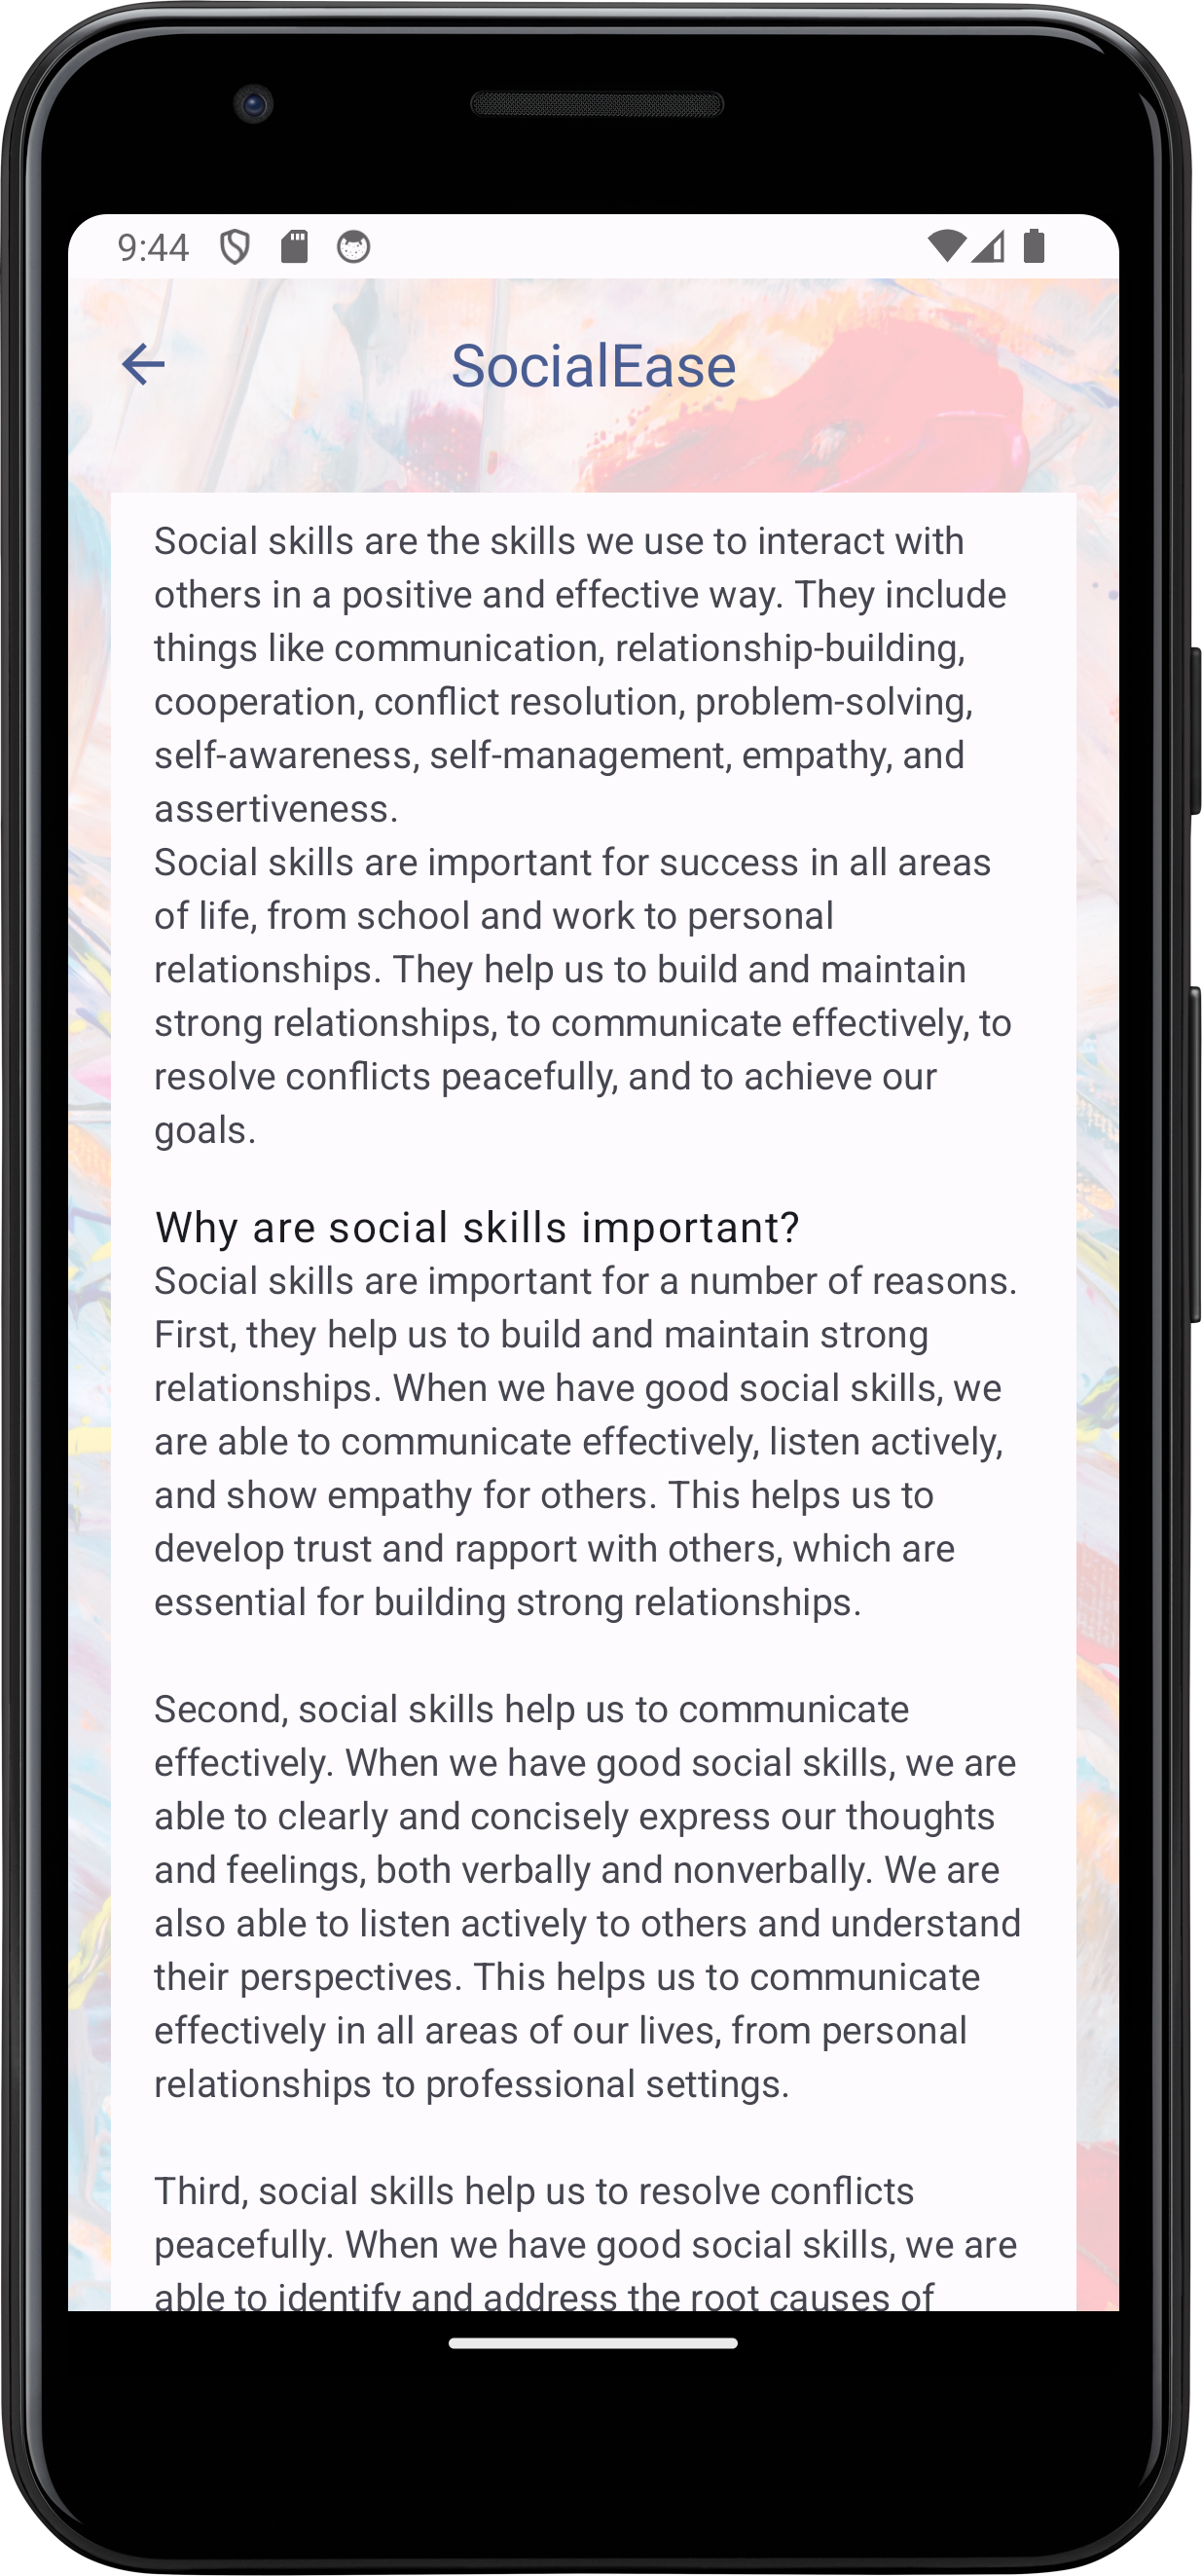 9:44
SocialEase
Social skills are the skills we use to interact with
others in a positive and effective way. They include
things like communication, relationship-building,
cooperation, conflict resolution, problem-solving,
self-awareness, self-management, empathy, and
assertiveness.
Social skills are important for success in all areas
of life, from school and work to personal
relationships. They help us to build and maintain
strong relationships, to communicate effectively, to
resolve conflicts peacefully, and to achieve our
goals.
Why are social skills important?
Social skills are important for a number of reasons.
First, they help us to build and maintain strong
relationships. When we have good social skills, we
are able to communicate effectively, listen actively,
and show empathy for others. This helps us to
develop trust and rapport with others, which are
essential for building strong relationships.
Second, social skills help us to communicate
effectively. When we have good social skills, we are
able to clearly and concisely express our thoughts
and feelings, both verbally and nonverbally. We are
also able to listen actively to others and understand
their perspectives. This helps us to communicate
effectively in all areas of our lives, from personal
relationships to professional settings.
Third, social skills help us to resolve conflicts
peacefully. When we have good social skills, we are
able to identify and address the root causes of